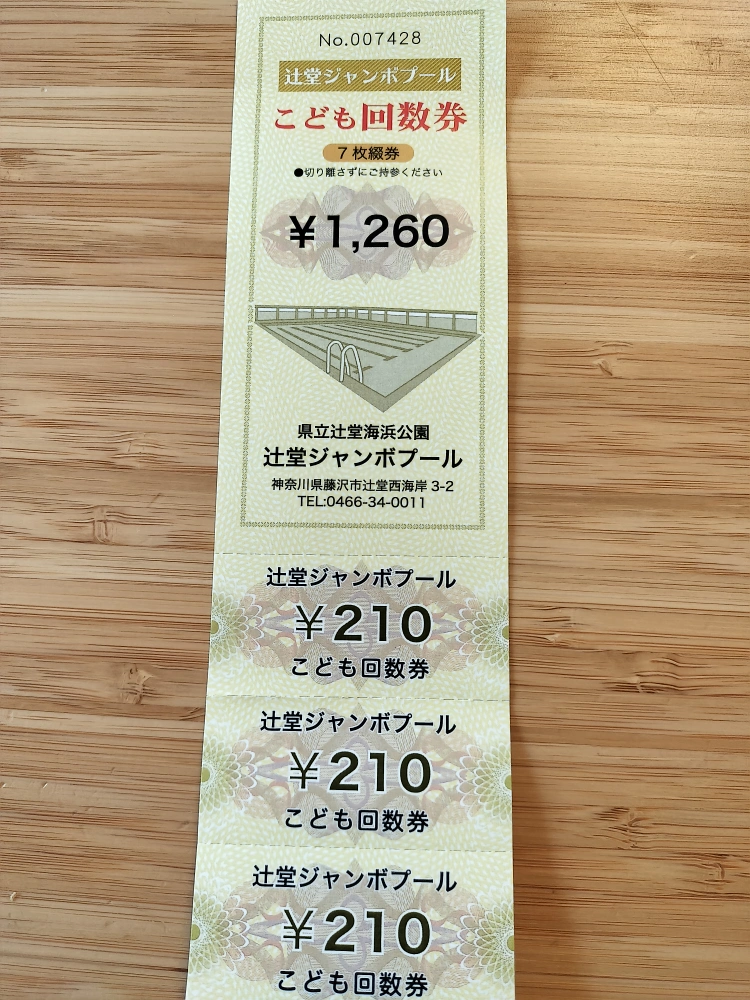 No.007428
辻堂ジャンボプール
こども回数券
7枚綴券
●切り離さずにご持参ください
¥1,260
県立辻堂海浜公園
辻堂ジャンボプール
神奈川県藤沢市辻堂西海岸3-2
TEL:0466-34-0011
辻堂ジャンボプール
¥210
こども回数券
辻堂ジャンボプール
¥210
こども回数券
辻堂ジャンボプール
¥210
こども回数券